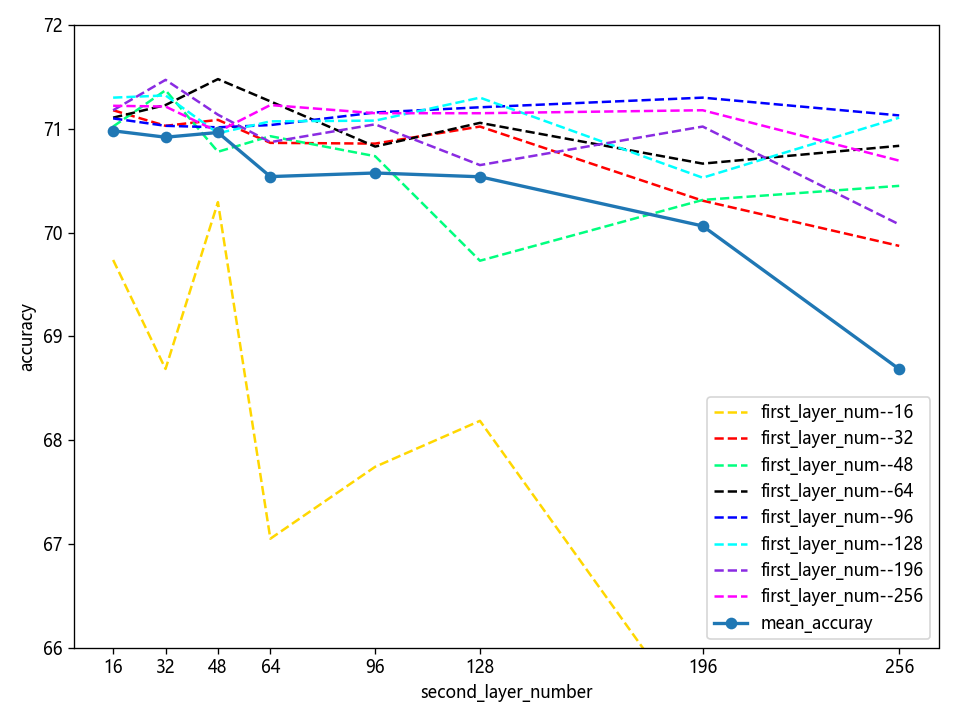 72
71
70
69
68
67
66
accuracy
16 32 48 64 96 128 196 256
second_layer_number
first_layer_num--16
first_layer_num--32
first_layer_num--48
first_layer_num--64
first_layer_num--96
first_layer_num--128
first_layer_num--196
first_layer_num--256
mean_accuray